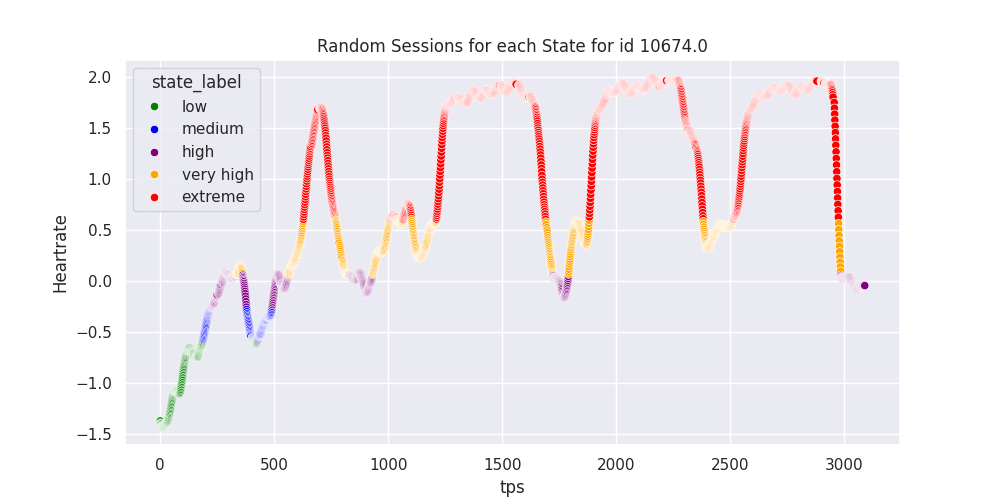 Random Sessions for each State for id 10674.0
Heartrate
2.0
1.5
1.0
0.5
0.0
−0.5
−1.0
−1.5
state_label
low
medium
high
very high
extreme
0 500 1000 1500 2000 2500 3000
tps